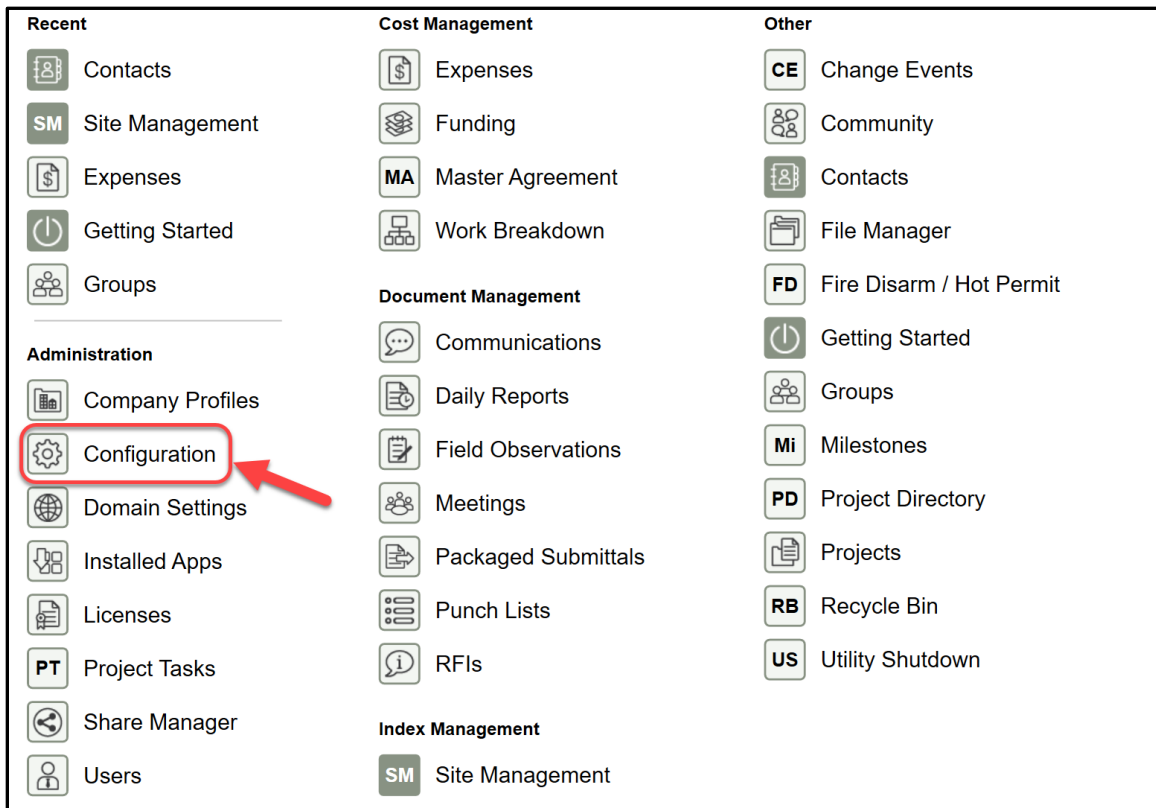 Recent
Contacts
SM Site Management
Expenses
Getting Started
Groups
Administration
Company Profiles
Configuration
Domain Settings
Installed Apps
Licenses
PT Project Tasks
Share Manager
Users
Cost Management
$ Expenses
Funding
MA Master Agreement
Work Breakdown
Document Management
Communications
Daily Reports
Field Observations
Meetings
Packaged Submittals
Punch Lists
RFIs
Index Management
SM Site Management
Other
CE Change Events
Community
Contacts
File Manager
FD Fire Disarm / Hot Permit
Getting Started
Groups
Mi Milestones
PD Project Directory
Projects
RB Recycle Bin
US Utility Shutdown